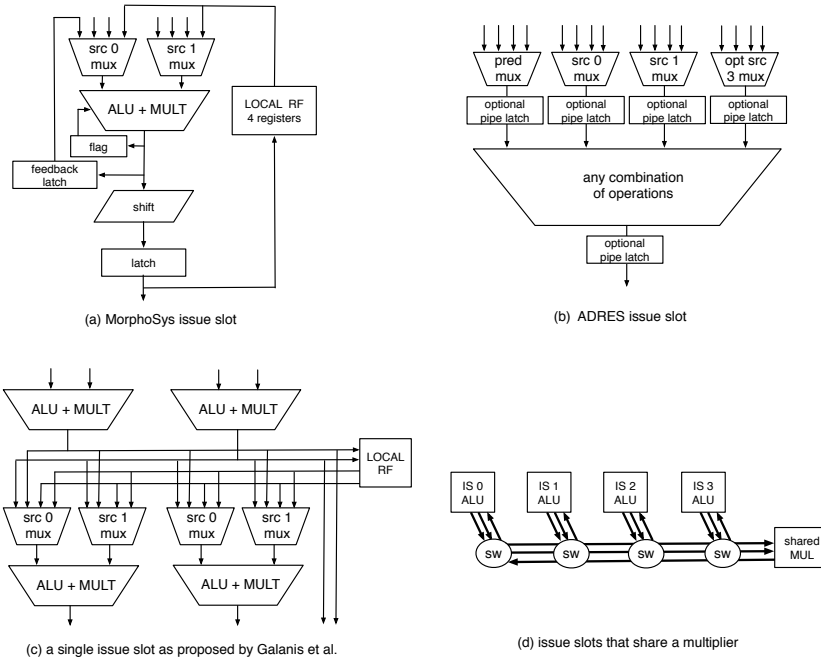 src 0
mux
src 1
mux
ALU + MULT
flag
feedback
latch
shift
latch
LOCAL RF
4 registers
(a) MorphoSys issue slot
pred
mux
src 0
mux
src 1
mux
opt src
3 mux
optional
pipe latch
optional
pipe latch
optional
pipe latch
optional
pipe latch
any combination
of operations
optional
pipe latch
(b) ADRES issue slot
ALU + MULT
ALU + MULT
LOCAL
RF
src 0
mux
src 1
mux
src 0
mux
src 1
mux
ALU + MULT
ALU + MULT
(c) a single issue slot as proposed by Galanis et al.
IS 0
ALU
IS 1
ALU
IS 2
ALU
IS 3
ALU
sw
sw
sw
sw
shared
MUL
(d) issue slots that share a multiplier